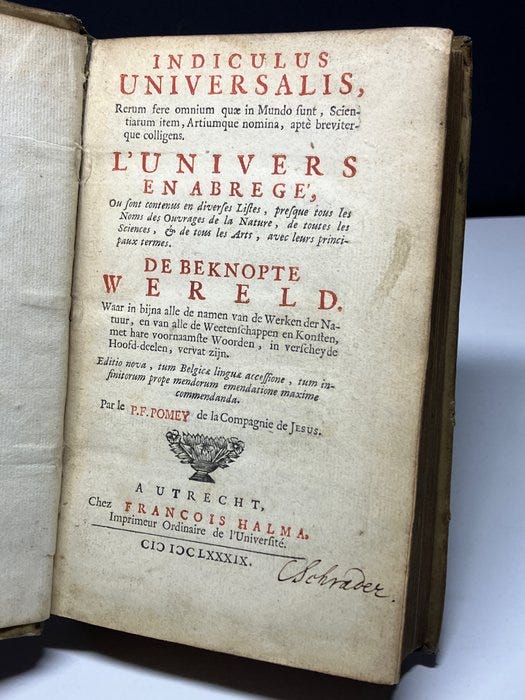 INDICULUS
UNIVERSALIS,
Rerum fere omnium quæ in Mundo ſunt, Scien-
tiarum item, Artiumque nomina, aptè breviter-
que colligens.
L'UNIVERS
EN ABREGE',
Ou ſont contenus en diverſes Liſtes, preſque tous les
Noms des Ouvrages de la Nature, de toutes les
Sciences, & de tous les Arts, avec leurs princi-
paux termes.
DE BEKNOPTE
WERELD.
Waar in bijna alle de namen van de Werken der Na-
tuur, en van alle de Weetenſchappen en Konſten,
met hare voornaamſte Woorden, in verſcheyde
Hoofd-deelen, vervat zijn.
Editio nova, tum Belgicæ linguæ acceſſione, tum in-
finitorum prope mendorum emendatione maxime
commendanda.
Par le P. F. POMEY de la Compagnie de JESUS.
A UTRECHT,
Chez FRANCOIS HALMA,
Imprimeur Ordinaire de l'Univerſité.
CIↃ IↃC LXXXIX.
CSchrader.